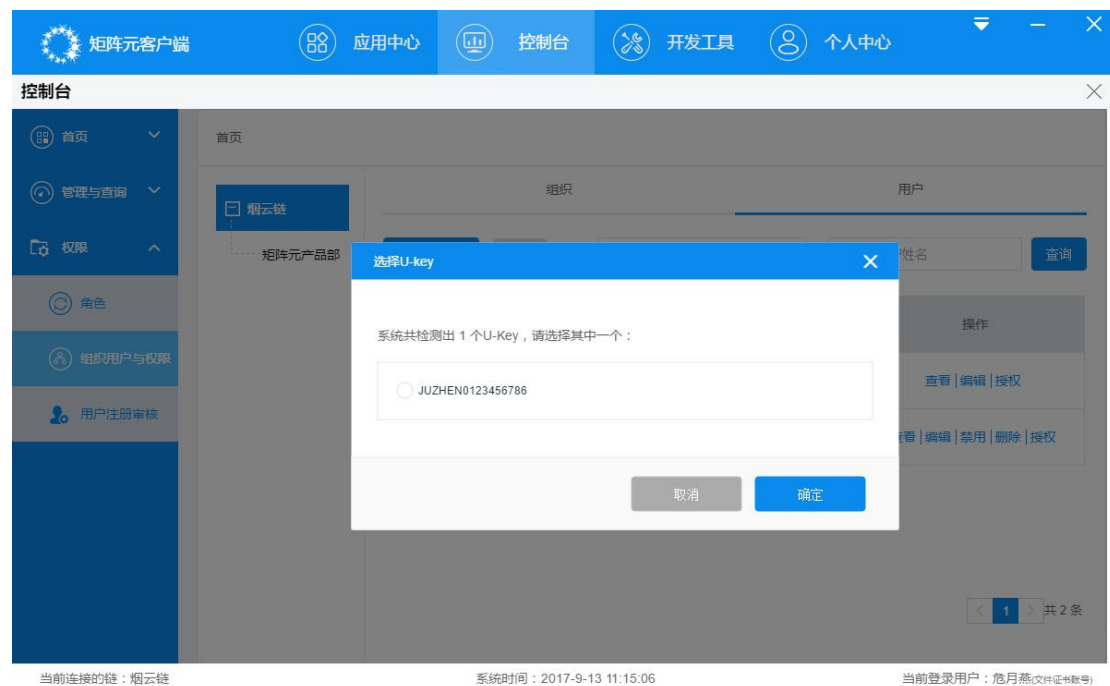 矩阵元客户端 应用中心 控制台 开发工具 个人中心
控制台
首页 首页
管理与查询 组织 用户
烟云链
权限 矩阵元产品部 选择U-key 姓名 查询
角色 系统共检测出 1 个U-Key，请选择其中一个： 操作
组织用户与权限 JUZHEN0123456786 查看|编辑|授权
用户注册审核 查看|编辑|禁用|删除|授权
取消 确定
1 共 2 条
当前连接的链：烟云链 系统时间：2017-9-13 11:15:06 当前登录用户：危月燕(文件证书账号)